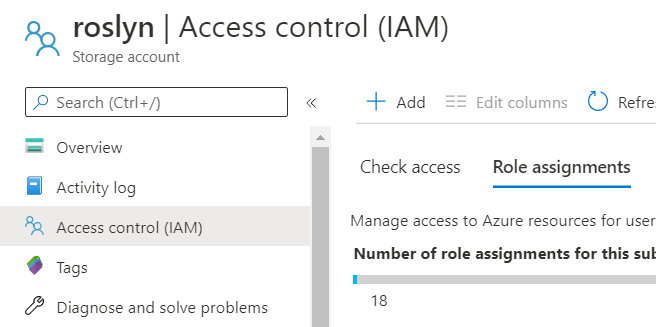 roslyn | Access control (IAM)
Storage account
Search (Ctrl+/)
«
Add
Edit columns
Overview
Activity log
Access control (IAM)
Tags
Diagnose and solve problems
Check access
Role assignments
Manage access to Azure resources for
Number of role assignments for this
18